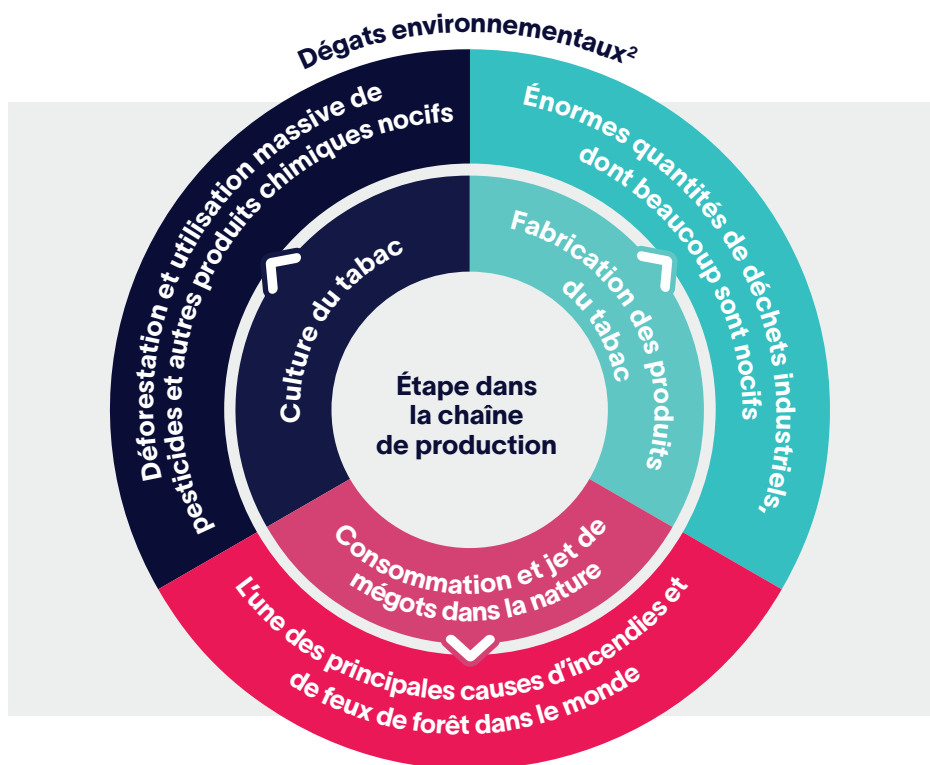 Dégats environnementaux²
Déforestation et utilisation massive de
pesticides et autres produits chimiques nocifs
Énormes quantités de déchets industriels,
dont beaucoup sont nocifs
Culture du tabac
Fabrication des produits
du tabac
Étape dans
la chaîne
de production
Consommation et jet de
mégots dans la nature
L'une des principales causes d'incendies et
de feux de forêt dans le monde